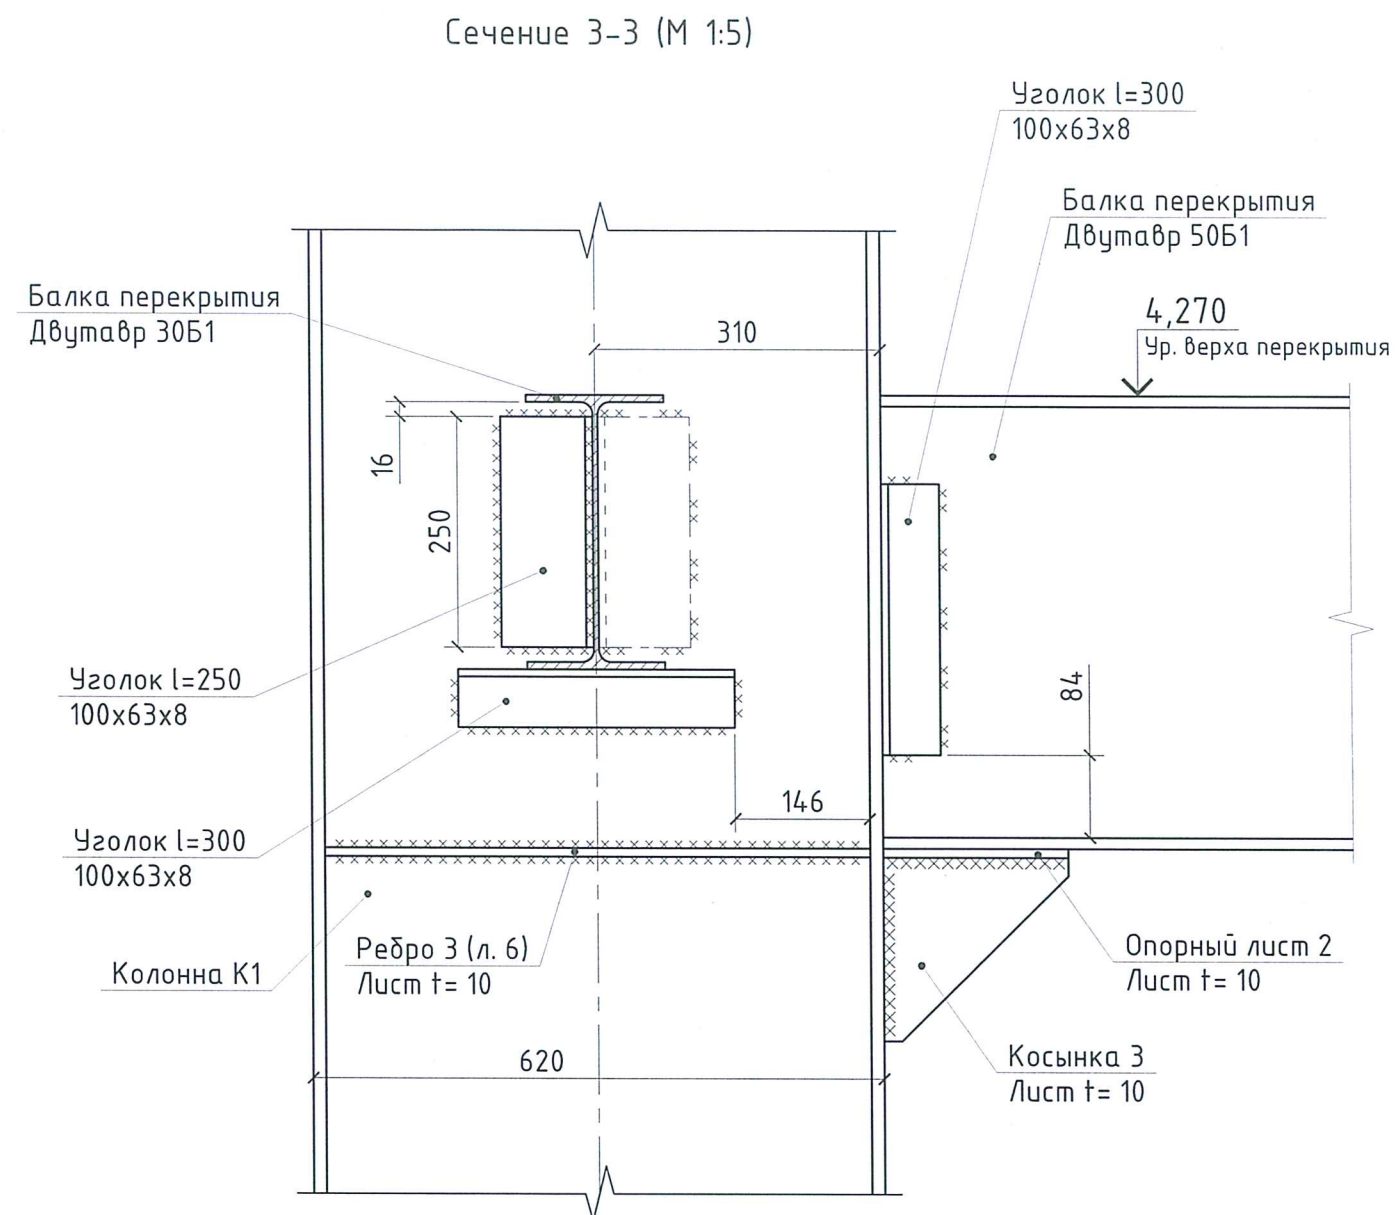 Сечение 3-3 (М 1:5)
Уголок l=300
100х63х8
Балка перекрытия
Двутавр 50Б1
4,270
Ур. верха перекрытия
Балка перекрытия
Двутавр 30Б1
310
16
250
Уголок l=250
100х63х8
84
146
Уголок l=300
100х63х8
Ребро 3 (л. 6)
Лист t= 10
Колонна К1
Опорный лист 2
Лист t= 10
620
Косынка 3
Лист t= 10